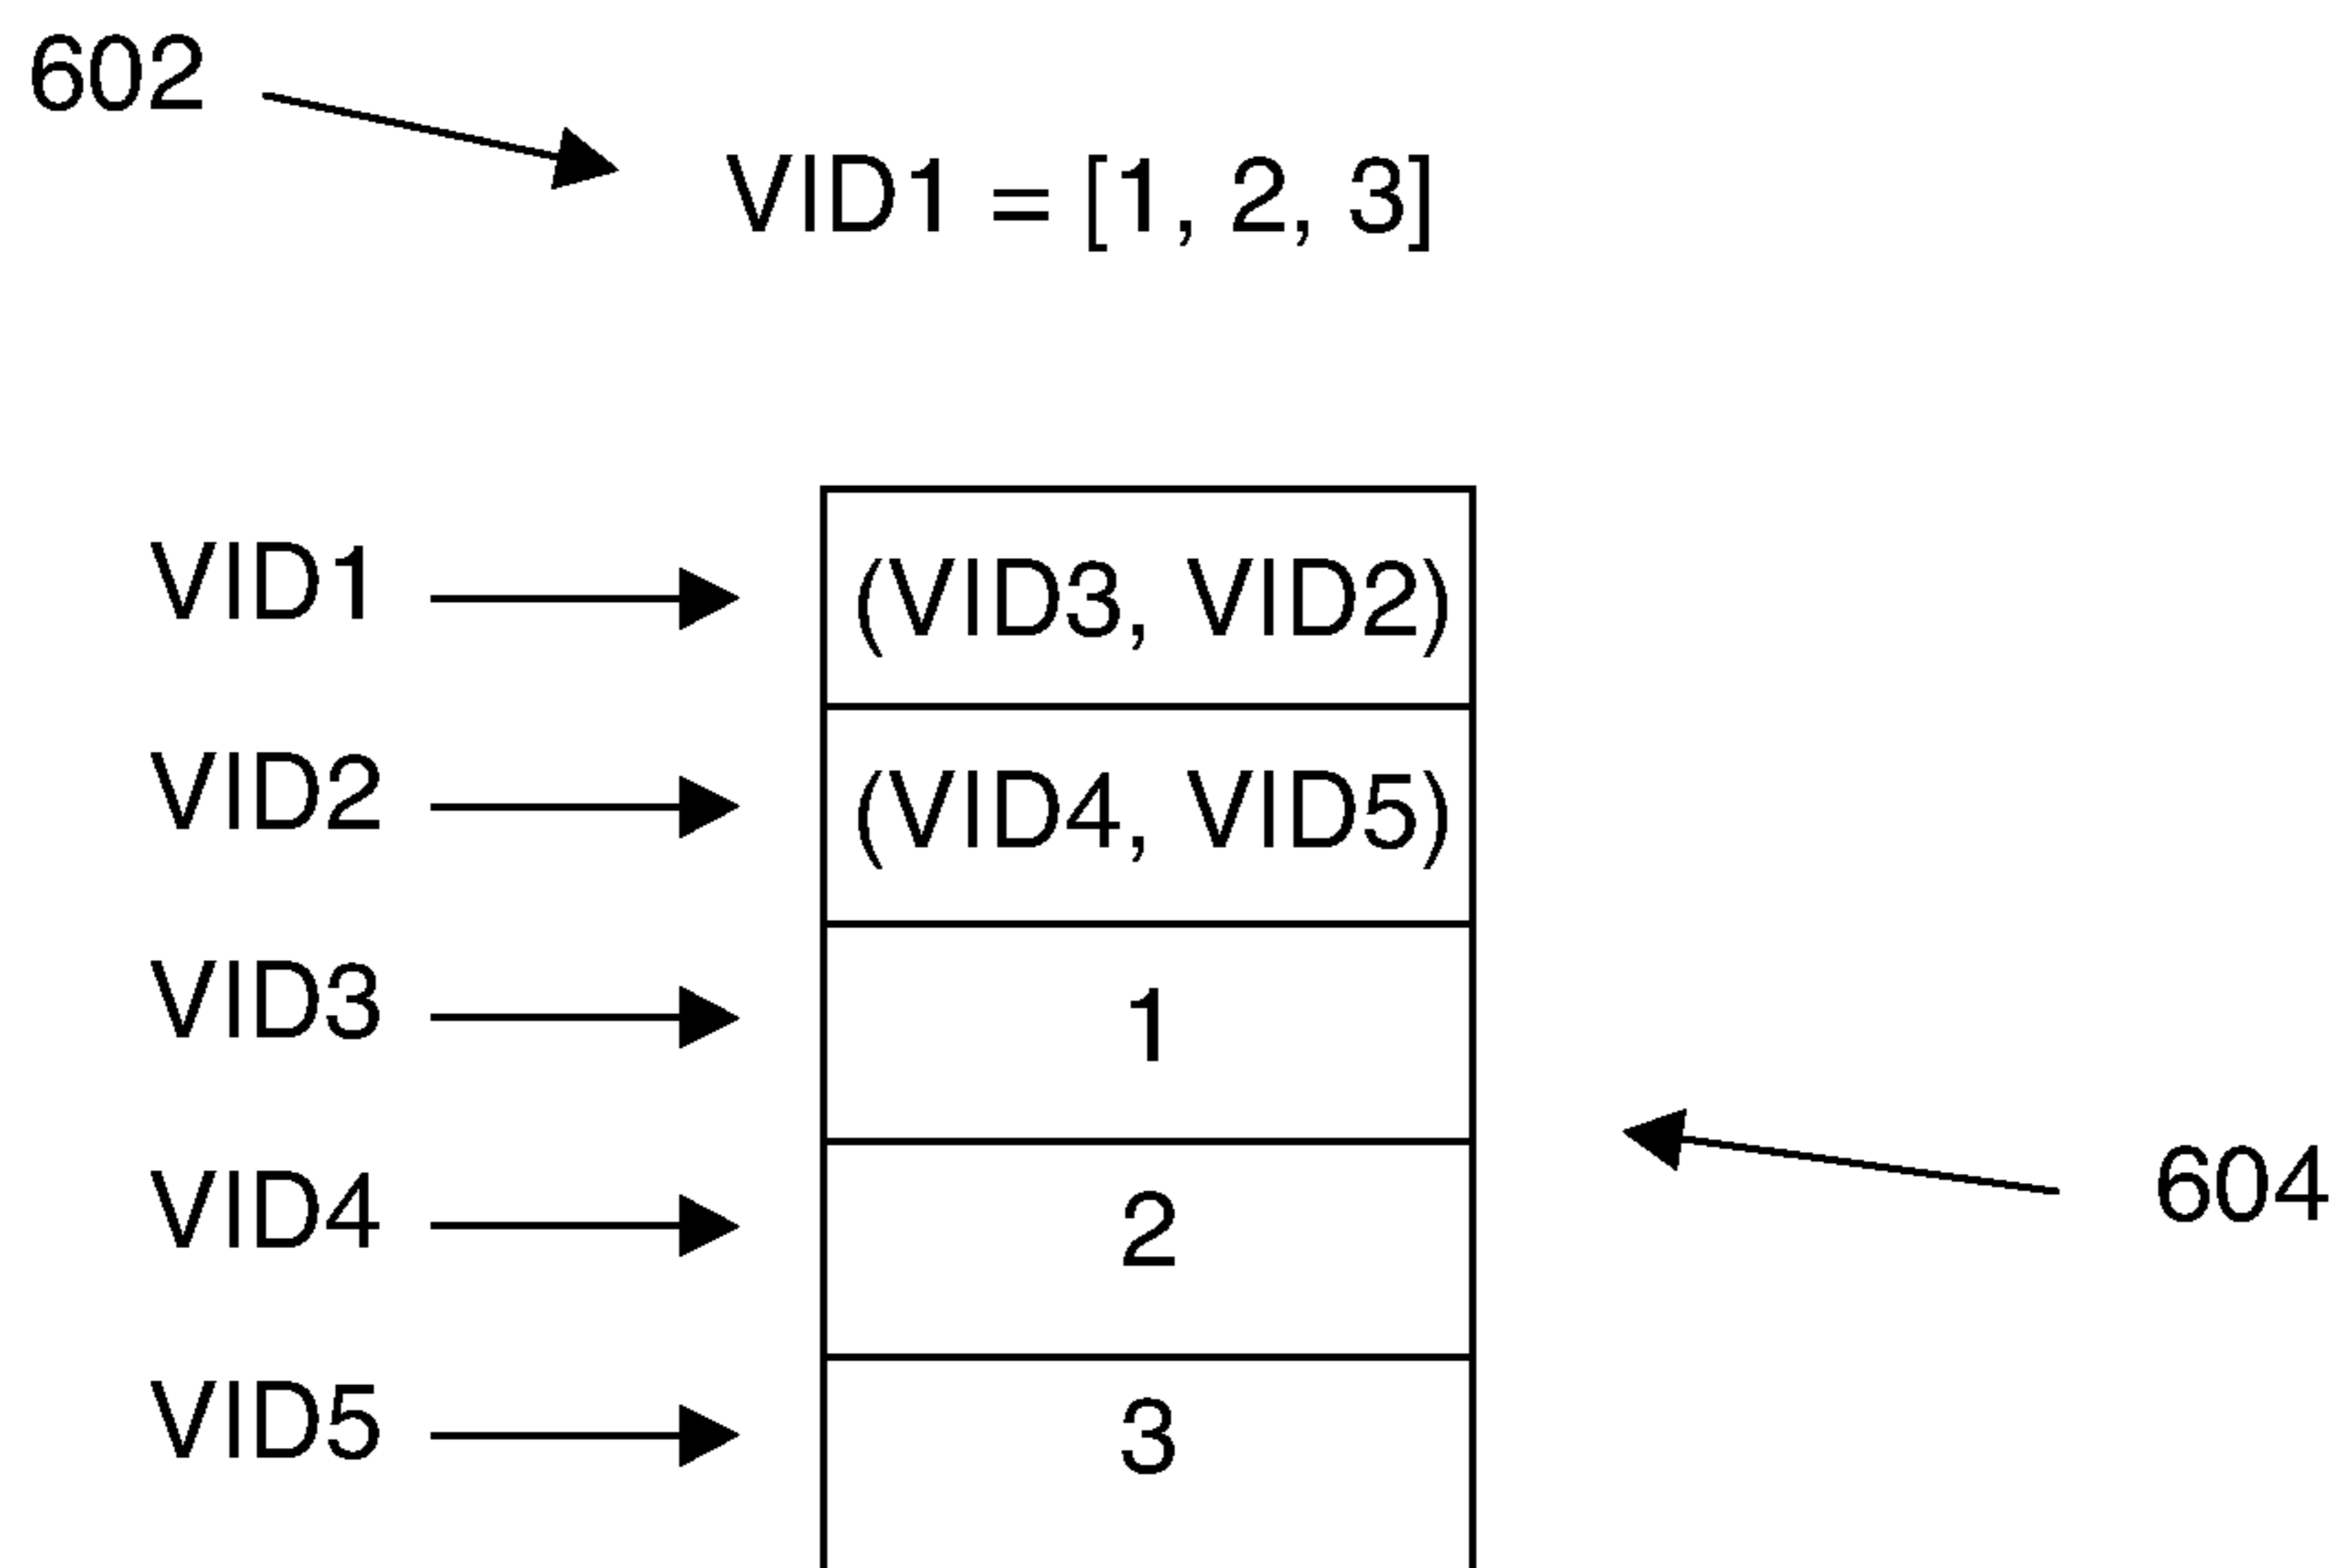 602
VID1 = [1, 2, 3]
VID1 (VID3, VID2)
VID2 (VID4, VID5)
VID3 1
VID4 2
604
VID5 3